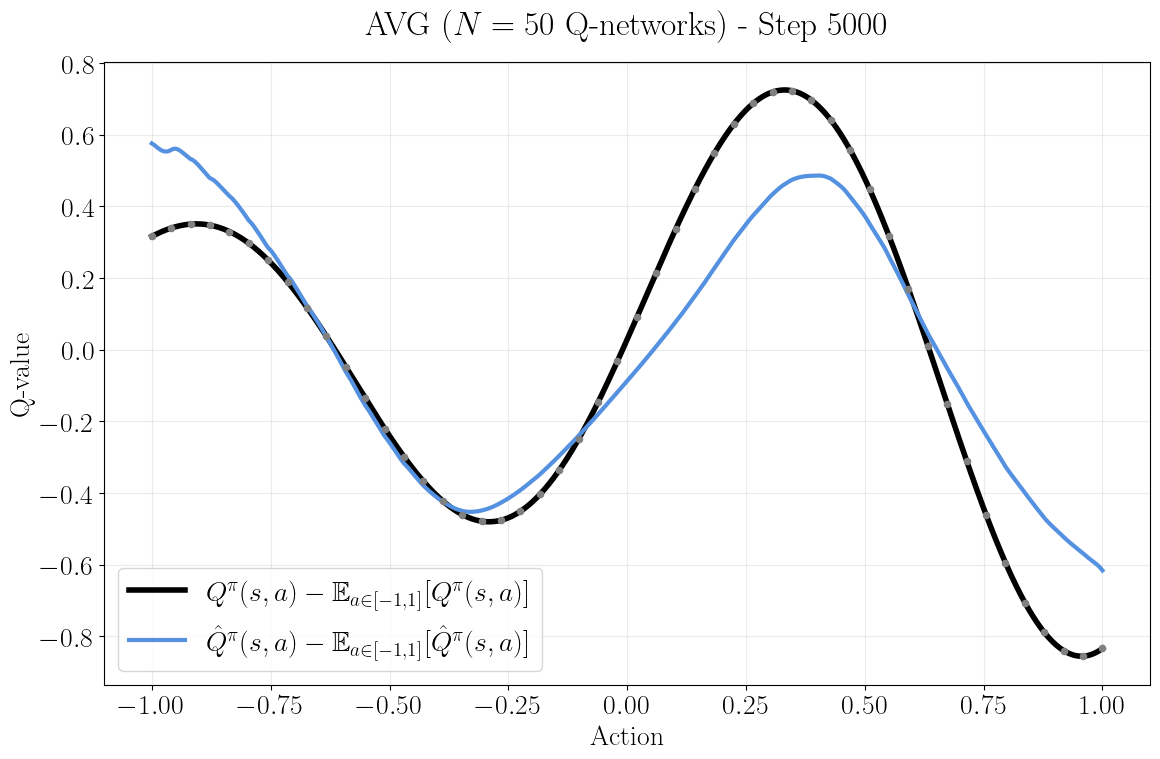 AVG (N = 50 Q-networks) - Step 5000
Q-value
0.8
0.6
0.4
0.2
0.0
−0.2
−0.4
−0.6
−0.8
Q^π(s, a) − 𝔼_{a∈[−1,1]}[Q^π(s, a)]
Q̂^π(s, a) − 𝔼_{a∈[−1,1]}[Q̂^π(s, a)]
−1.00 −0.75 −0.50 −0.25 0.00 0.25 0.50 0.75 1.00
Action